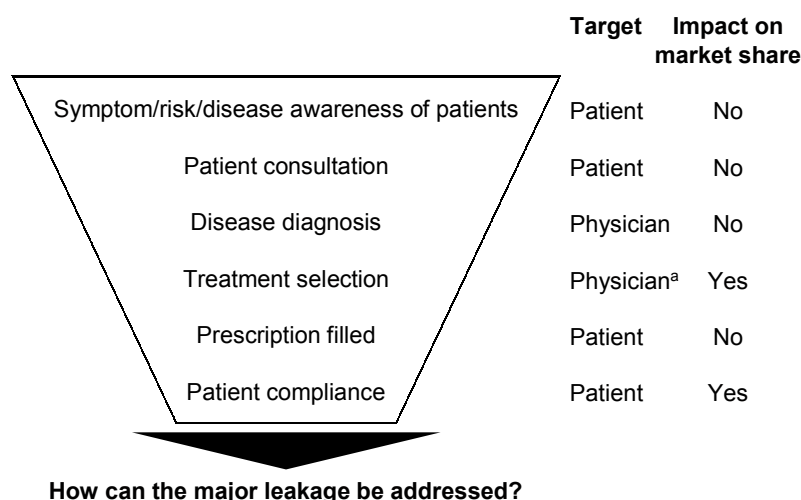 Target Impact on
market share
Symptom/risk/disease awareness of patients Patient No
Patient consultation Patient No
Disease diagnosis Physician No
Treatment selection Physicianᵃ Yes
Prescription filled Patient No
Patient compliance Patient Yes
How can the major leakage be addressed?